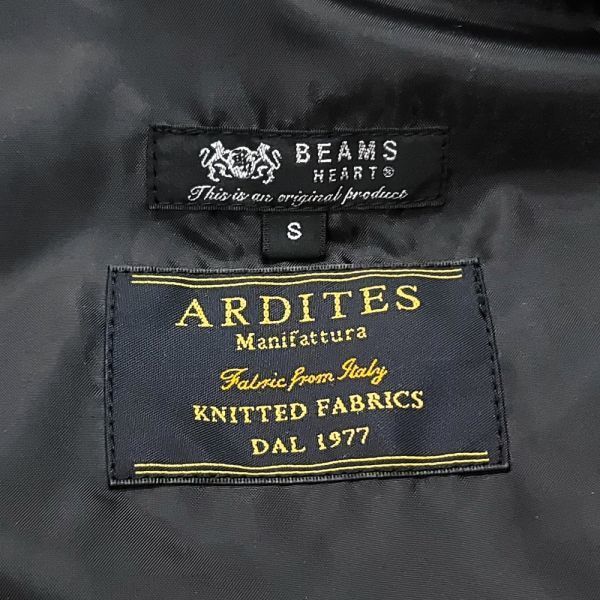 BEAMS
HEART®
This is an original product
S
ARDITES
Manifattura
Fabric from Italy
KNITTED FABRICS
DAL 1977